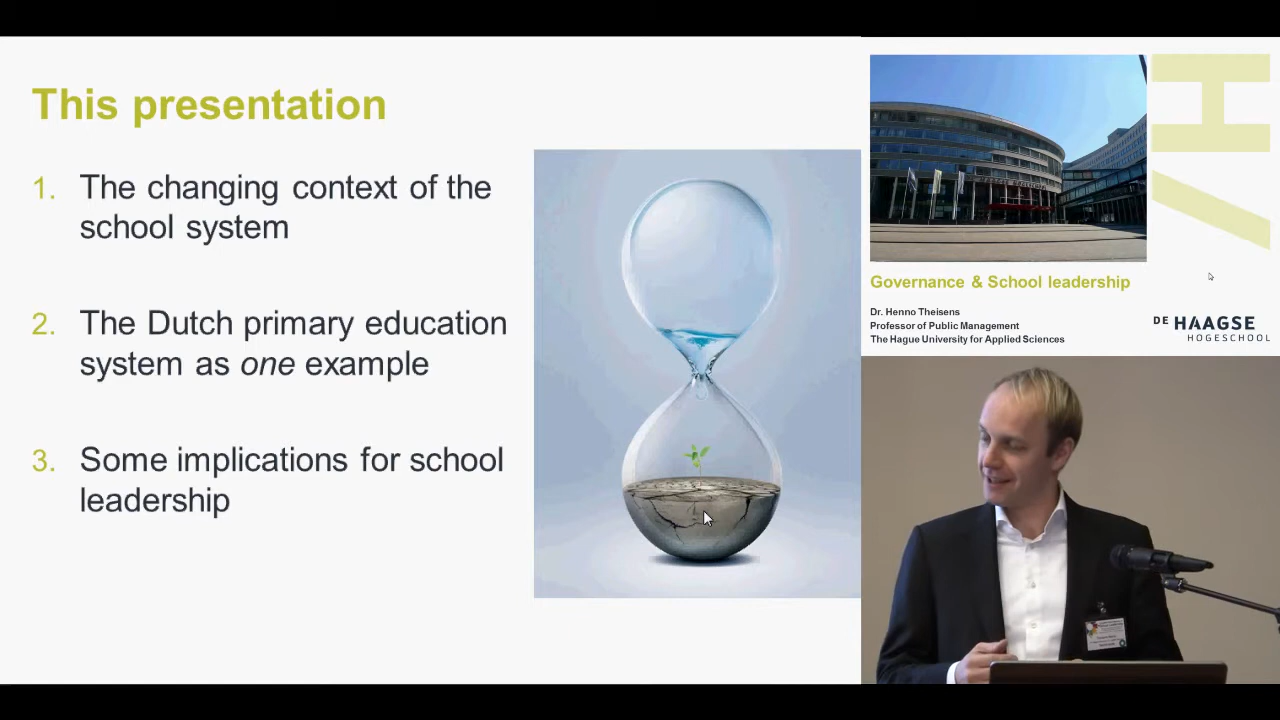 This presentation
1. The changing context of the
school system
2. The Dutch primary education
system as one example
3. Some implications for school
leadership
/H
Governance & School leadership
Dr. Henno Theisens
Professor of Public Management
The Hague University for Applied Sciences
DE HAAGSE
HOGESCHOOL